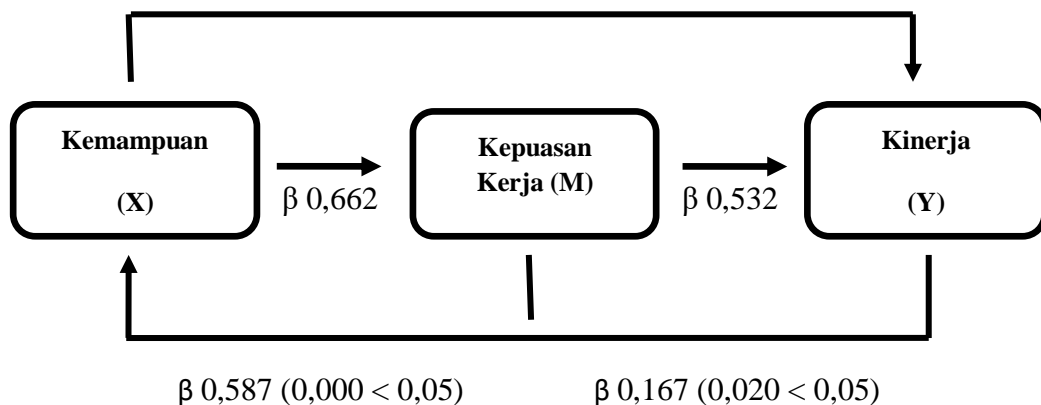 Kemampuan
(X)
Kepuasan
Kerja (M)
Kinerja
(Y)
β 0,662
β 0,532
β 0,587 (0,000 < 0,05)
β 0,167 (0,020 < 0,05)